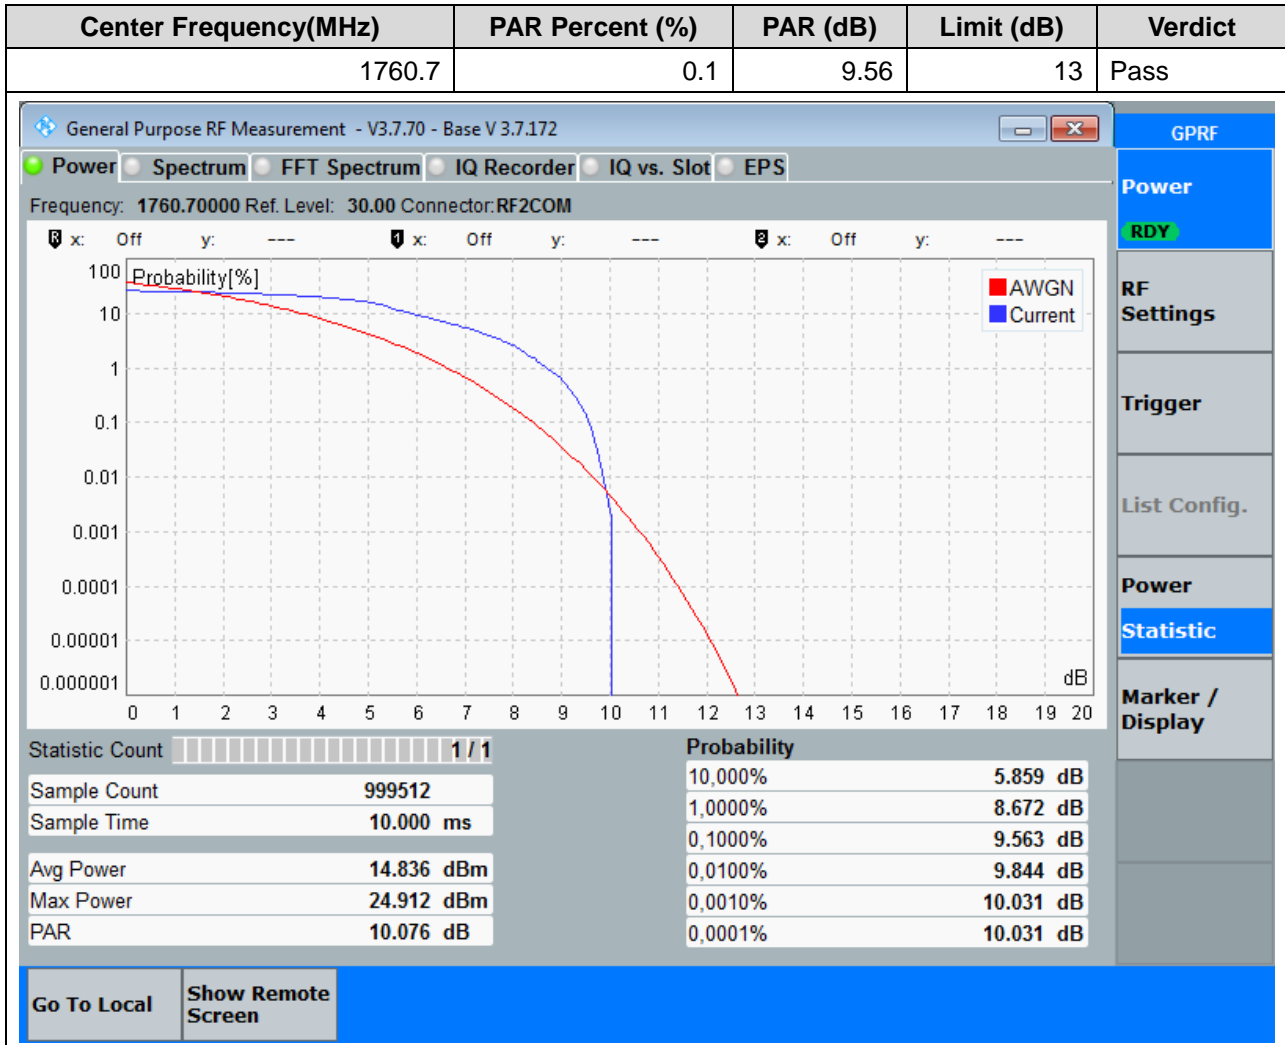 Center Frequency(MHz) PAR Percent (%) PAR (dB) Limit (dB) Verdict
1760.7 0.1 9.56 13 Pass
General Purpose RF Measurement - V3.7.70 - Base V 3.7.172
GPRF
Power Spectrum FFT Spectrum IQ Recorder IQ vs. Slot EPS
Frequency: 1760.70000 Ref. Level: 30.00 Connector:RF2COM
R x: Off y: --- 1 x: Off y: --- 2 x: Off y: ---
Probability[%]
AWGN
Current
100
10
1
0.1
0.01
0.001
0.0001
0.00001
0.000001
dB
0 1 2 3 4 5 6 7 8 9 10 11 12 13 14 15 16 17 18 19 20
Statistic Count 1 / 1
Sample Count 999512
Sample Time 10.000 ms
Avg Power 14.836 dBm
Max Power 24.912 dBm
PAR 10.076 dB
Probability
10,000% 5.859 dB
1,0000% 8.672 dB
0,1000% 9.563 dB
0,0100% 9.844 dB
0,0010% 10.031 dB
0,0001% 10.031 dB
Power
RDY
RF
Settings
Trigger
List Config.
Power
Statistic
Marker /
Display
Go To Local
Show Remote
Screen